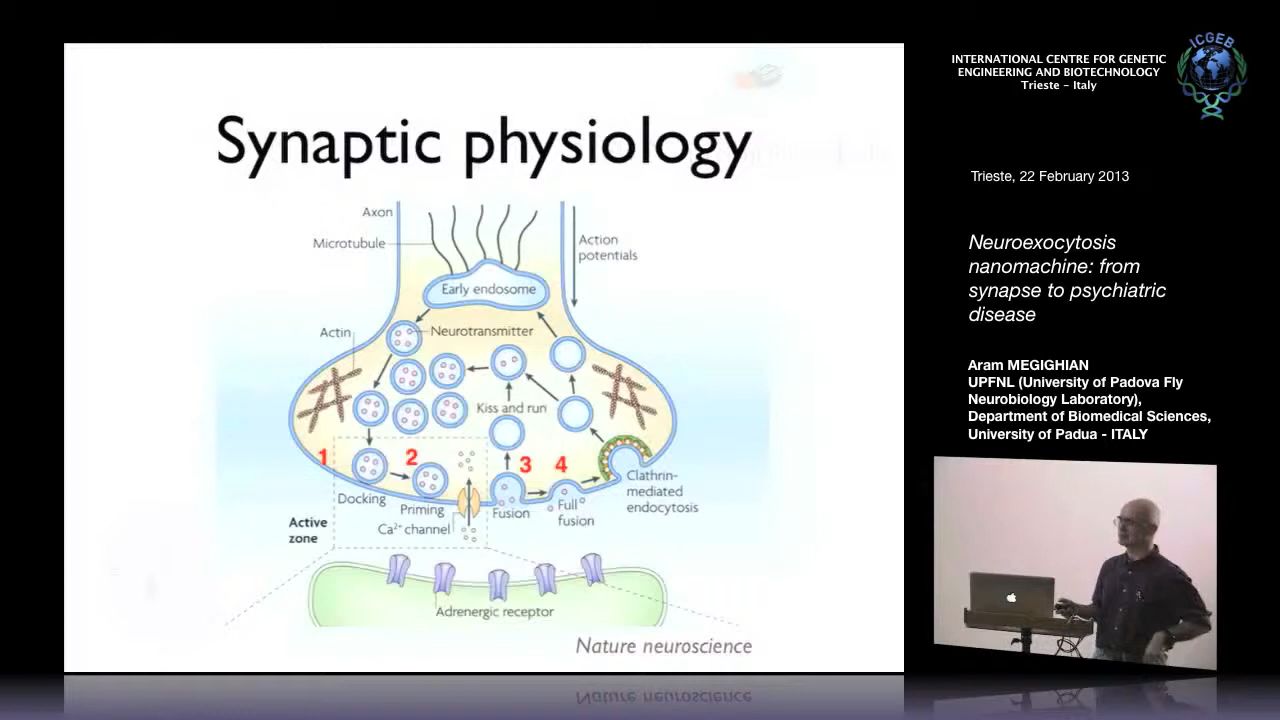 Synaptic physiology
Axon
Microtubule
Action
potentials
Early endosome
Actin
Neurotransmitter
Kiss and run
1
2
3
4
Docking
Priming
Ca²⁺ channel
Fusion
Full
fusion
Clathrin-
mediated
endocytosis
Active
zone
Adrenergic receptor
Nature neuroscience
ICGEB
INTERNATIONAL CENTRE FOR GENETIC
ENGINEERING AND BIOTECHNOLOGY
Trieste - Italy
Trieste, 22 February 2013
Neuroexocytosis
nanomachine: from
synapse to psychiatric
disease
Aram MEGIGHIAN
UPFNL (University of Padova Fly
Neurobiology Laboratory),
Department of Biomedical Sciences,
University of Padua - ITALY